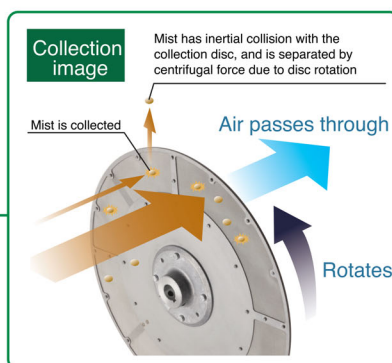 Collection
image
Mist has inertial collision with the
collection disc, and is separated by
centrifugal force due to disc rotation
Mist is collected
Air passes through
Rotates